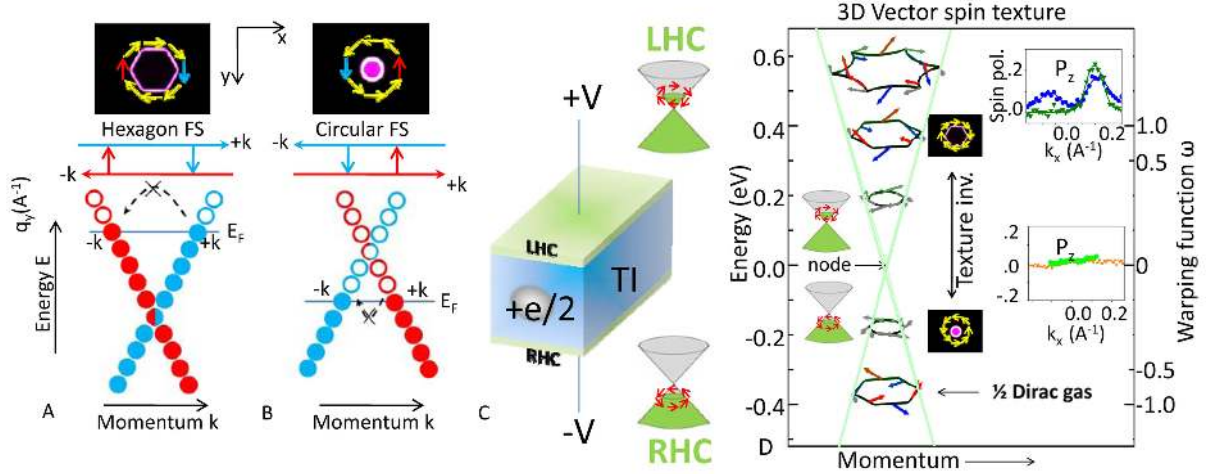 x
y
Hexagon FS
Circular FS
+k
-k
-k
+k
q_y(A⁻¹)
Energy E
-k
+k
E_F
-k
+k
E_F
A
Momentum k
B
Momentum k
C
LHC
+V
LHC
TI
+e/2
RHC
-V
RHC
3D Vector spin texture
Energy (eV)
0.6
0.4
0.2
0.0
-0.2
-0.4
node
D
Momentum
Spin pol.
.2
0.0
P_z
0.0
0.2
k_x (A⁻¹)
Texture inv.
.2
0
-.2
P_z
0.0
0.2
k_x (A⁻¹)
½ Dirac gas
1.0
0.5
0
-0.5
-1.0
Warping function ω